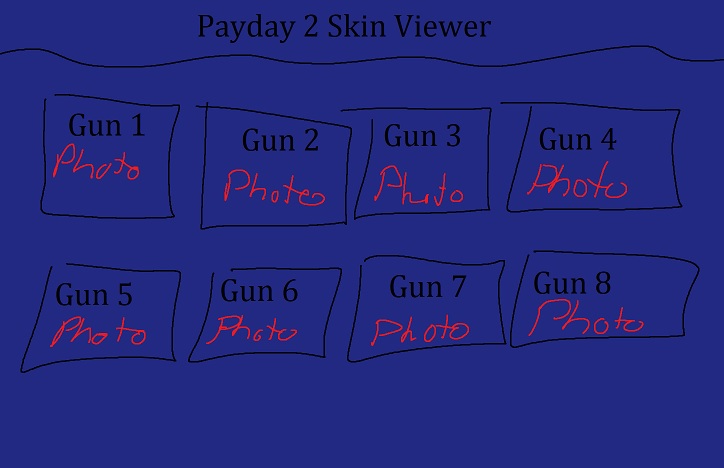 Payday 2 Skin Viewer
Gun 1
Photo
Gun 2
Photo
Gun 3
Photo
Gun 4
Photo
Gun 5
Photo
Gun 6
Photo
Gun 7
Photo
Gun 8
Photo